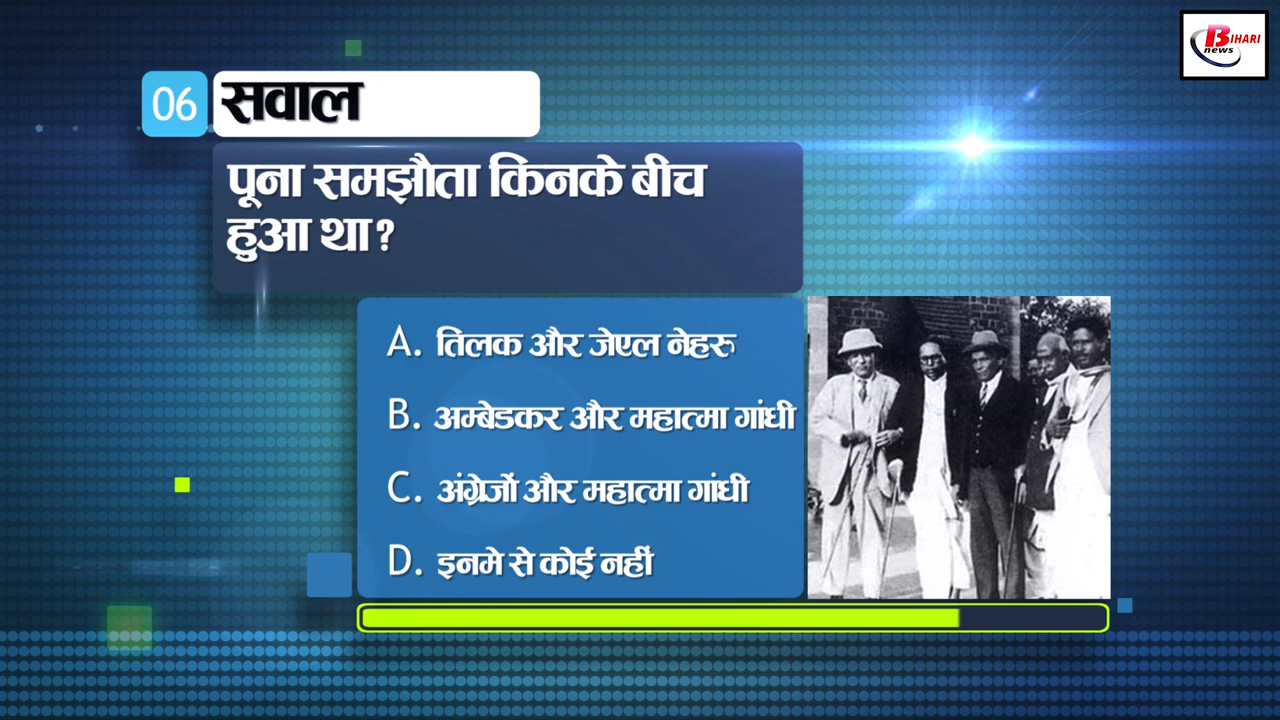 BIHARI
news
06 सवाल
पूना समझौता किनके बीच
हुआ था?
A. तिलक और जेएल नेहरु
B. अम्बेडकर और महात्मा गांधी
C. अंग्रेजों और महात्मा गांधी
D. इनमे से कोई नहीं